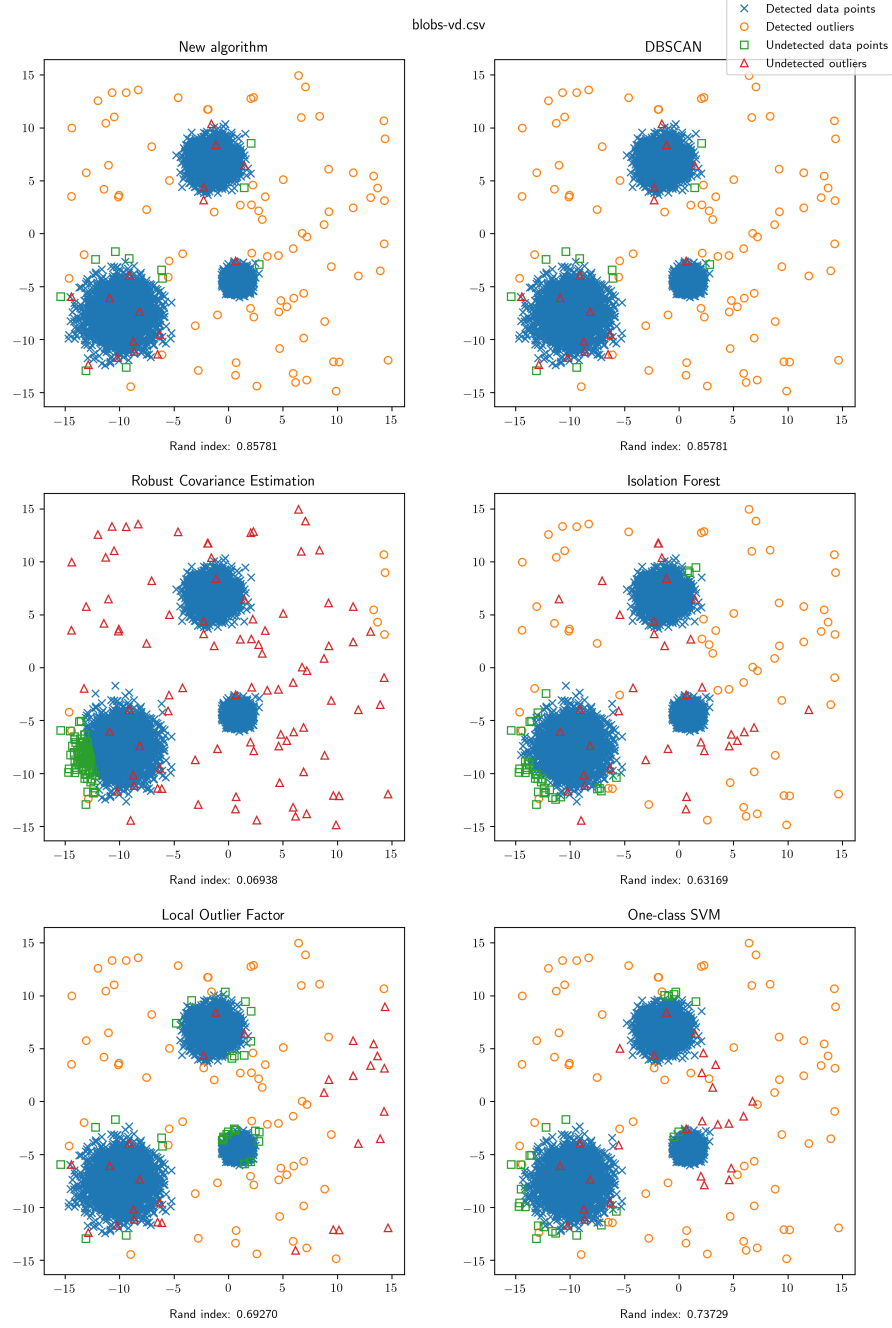 blobs-vd.csv
Detected data points
Detected outliers
Undetected data points
Undetected outliers
New algorithm
DBSCAN
15
10
5
0
−5
−10
−15
−15 −10 −5 0 5 10 15
Rand index: 0.85781
15
10
5
0
−5
−10
−15
−15 −10 −5 0 5 10 15
Rand index: 0.85781
Robust Covariance Estimation
Isolation Forest
15
10
5
0
−5
−10
−15
−15 −10 −5 0 5 10 15
Rand index: 0.06938
15
10
5
0
−5
−10
−15
−15 −10 −5 0 5 10 15
Rand index: 0.63169
Local Outlier Factor
One-class SVM
15
10
5
0
−5
−10
−15
−15 −10 −5 0 5 10 15
Rand index: 0.69270
15
10
5
0
−5
−10
−15
−15 −10 −5 0 5 10 15
Rand index: 0.73729